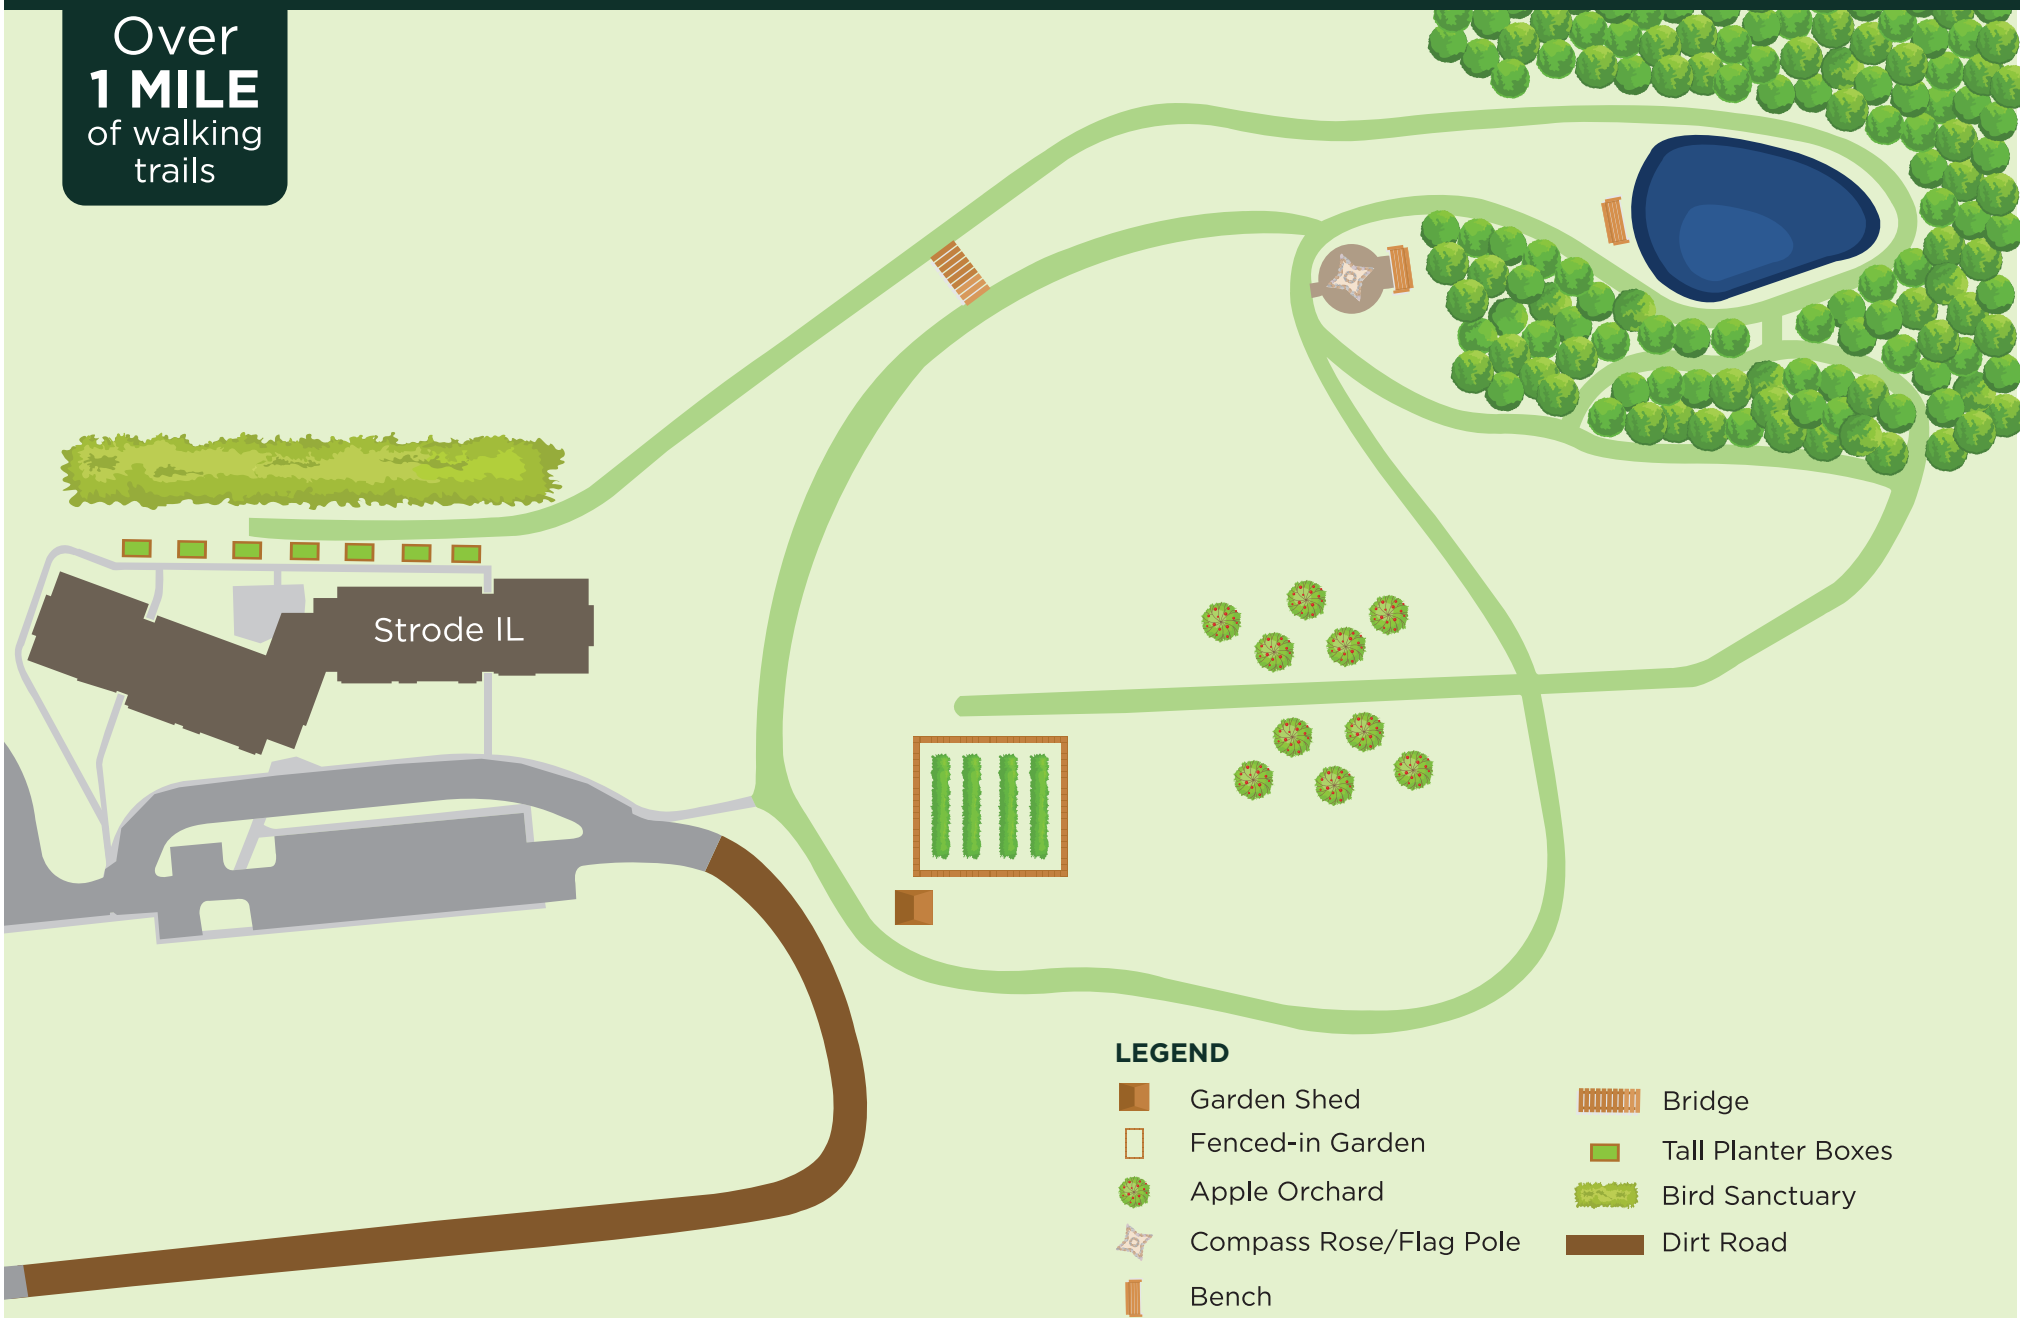 Over
1 MILE
of walking
trails
Strode IL
LEGEND
Garden Shed
Fenced-in Garden
Apple Orchard
Compass Rose/Flag Pole
Bench
Bridge
Tall Planter Boxes
Bird Sanctuary
Dirt Road